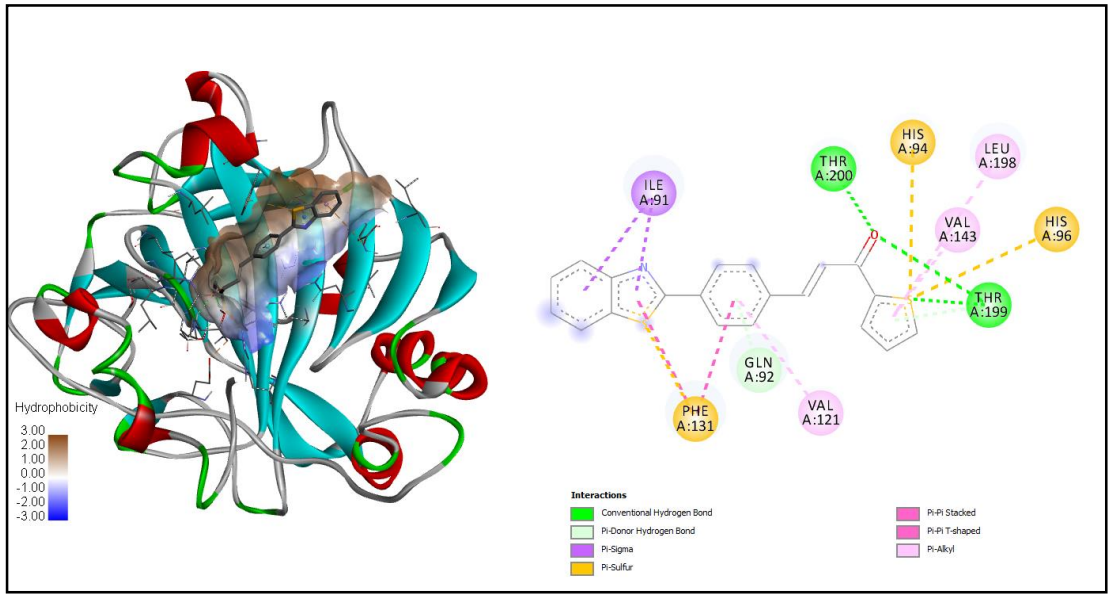 Hydrophobicity
3.00
2.00
1.00
0.00
-1.00
-2.00
-3.00
ILE
A:91
THR
A:200
HIS
A:94
LEU
A:198
VAL
A:143
HIS
A:96
THR
A:199
N
O
S
S
GLN
A:92
PHE
A:131
VAL
A:121
Interactions
Conventional Hydrogen Bond
Pi-Donor Hydrogen Bond
Pi-Sigma
Pi-Sulfur
Pi-Pi Stacked
Pi-Pi T-shaped
Pi-Alkyl